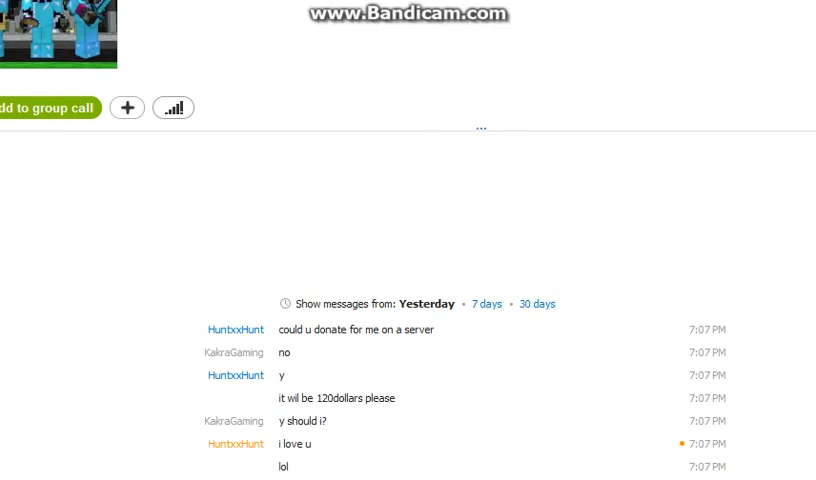 www.Bandicam.com
dd to group call
...
Show messages from: Yesterday • 7 days • 30 days
HuntxxHunt could u donate for me on a server 7:07 PM
KakraGaming no 7:07 PM
HuntxxHunt y 7:07 PM
it wil be 120dollars please 7:07 PM
KakraGaming y should i? 7:07 PM
HuntxxHunt i love u 7:07 PM
lol 7:07 PM